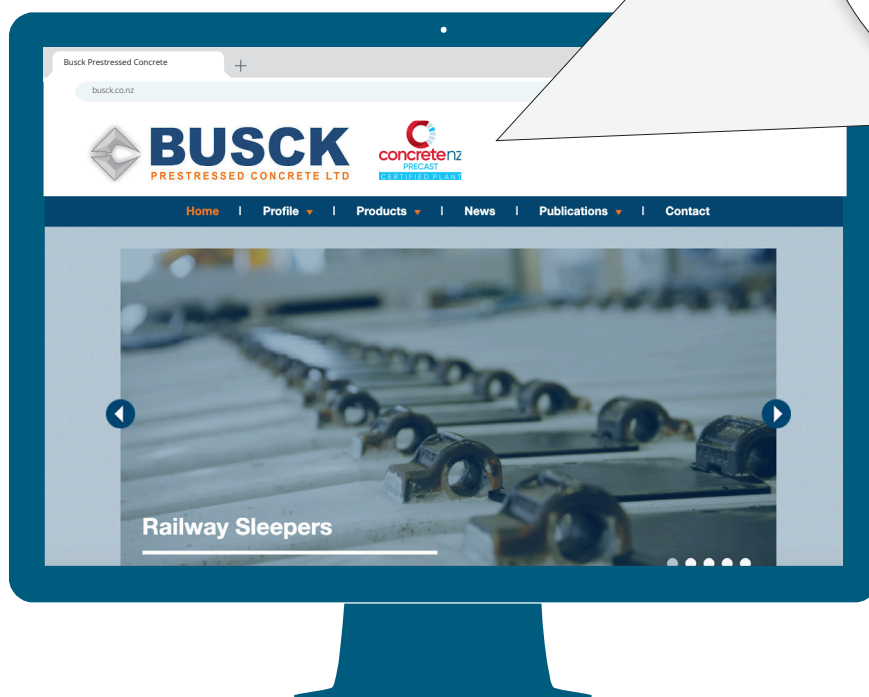 Busck Prestressed Concrete
busck.co.nz
BUSCK
PRESTRESSED CONCRETE LTD
concretenz
PRECAST
CERTIFIED PLANT
Home | Profile | Products | News | Publications | Contact
Railway Sleepers